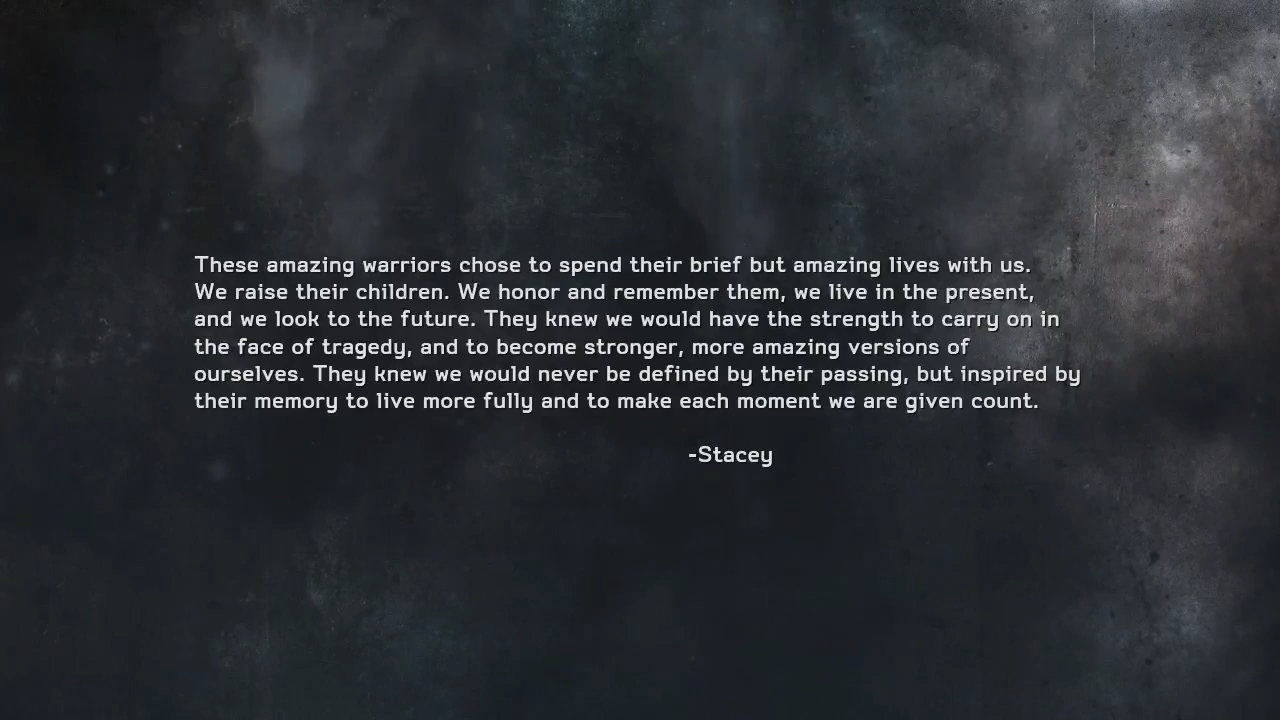 These amazing warriors chose to spend their brief but amazing lives with us.
We raise their children. We honor and remember them, we live in the present,
and we look to the future. They knew we would have the strength to carry on in
the face of tragedy, and to become stronger, more amazing versions of
ourselves. They knew we would never be defined by their passing, but inspired by
their memory to live more fully and to make each moment we are given count.
-Stacey